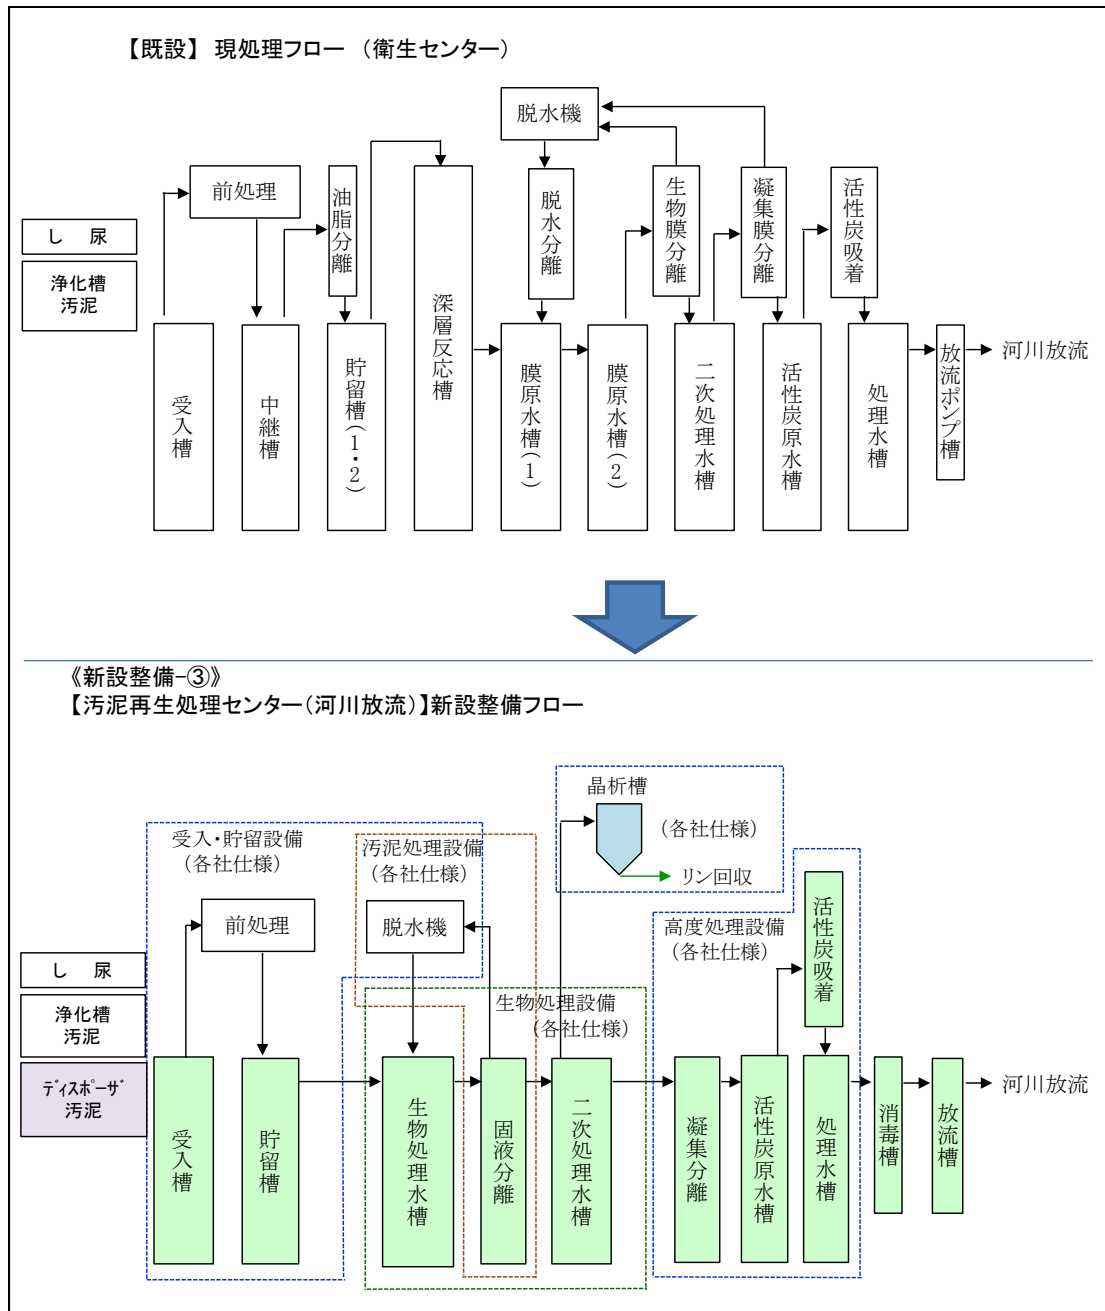 【既設】 現処理フロー （衛生センター）
脱水機
前処理
油脂分離
脱水分離
生物膜分離
凝集膜分離
活性炭吸着
し 尿
浄化槽
汚泥
受入槽
中継槽
貯留槽(1・2)
深層反応槽
膜原水槽(1)
膜原水槽(2)
二次処理水槽
活性炭原水槽
処理水槽
放流ポンプ槽
河川放流
《新設整備-③》
【汚泥再生処理センター（河川放流）】新設整備フロー
晶析槽
(各社仕様)
リン回収
受入・貯留設備
(各社仕様)
汚泥処理設備
(各社仕様)
前処理
脱水機
高度処理設備
(各社仕様)
活性炭吸着
し 尿
浄化槽
汚泥
ﾃﾞｨｽﾎﾟｰｻﾞ
汚泥
生物処理設備
(各社仕様)
受入槽
貯留槽
生物処理水槽
固液分離
二次処理水槽
凝集分離
活性炭原水槽
処理水槽
消毒槽
放流槽
河川放流